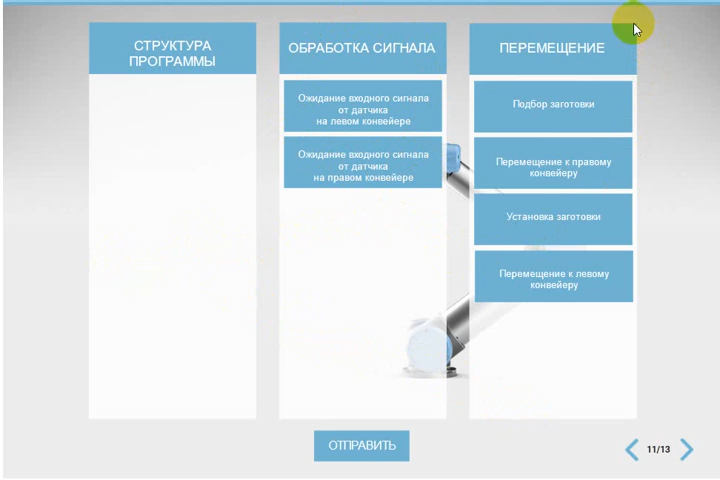 СТРУКТУРА
ПРОГРАММЫ
ОБРАБОТКА СИГНАЛА
Ожидание входного сигнала
от датчика
на левом конвейере
Ожидание входного сигнала
от датчика
на правом конвейере
ПЕРЕМЕЩЕНИЕ
Подбор заготовки
Перемещение к правому
конвейеру
Установка заготовки
Перемещение к левому
конвейеру
ОТПРАВИТЬ
11/13